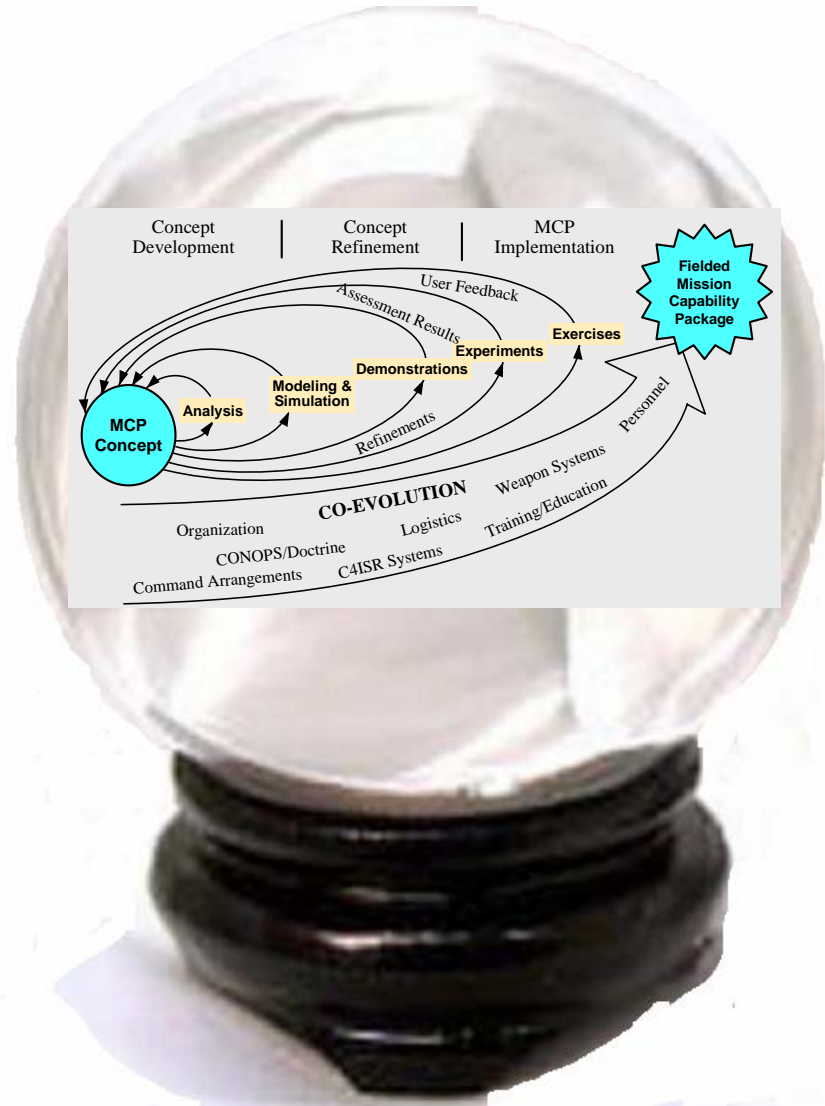 Concept
Development
Concept
Refinement
MCP
Implementation
Fielded
Mission
Capability
Package
User Feedback
Assessment Results
Exercises
Experiments
Demonstrations
Modeling &
Simulation
Analysis
MCP
Concept
Refinements
Personnel
Weapon Systems
CO-EVOLUTION
Organization
Logistics
Training/Education
CONOPS/Doctrine
C4ISR Systems
Command Arrangements